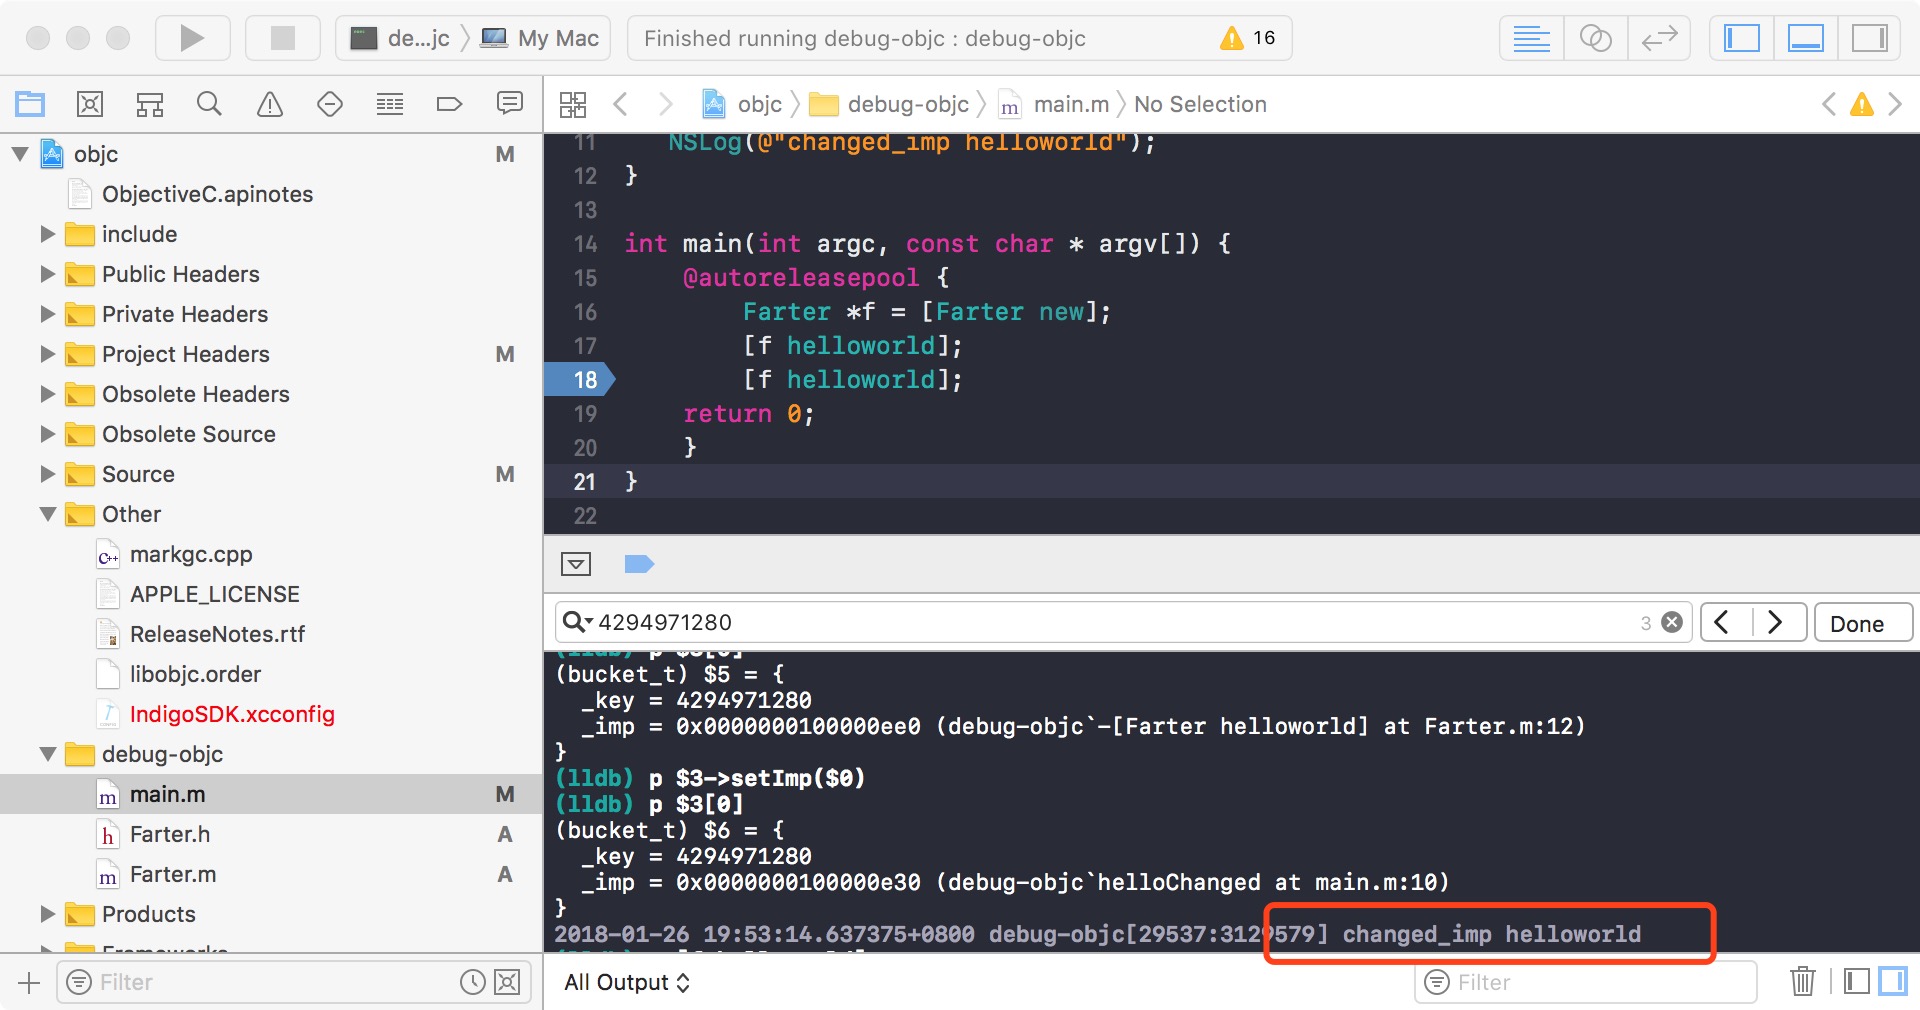 de...jc My Mac
Finished running debug-objc : debug-objc 16
objc debug-objc m main.m No Selection
objc M
ObjectiveC.apinotes
include
Public Headers
Private Headers
Project Headers M
Obsolete Headers
Obsolete Source
Source M
Other
C++ markgc.cpp
APPLE_LICENSE
ReleaseNotes.rtf
libobjc.order
IndigoSDK.xcconfig
debug-objc
m main.m M
h Farter.h A
m Farter.m A
Products
Frameworks
Filter
11 NSLog(@"changed_imp helloworld");
12 }
13
14 int main(int argc, const char * argv[]) {
15 @autoreleasepool {
16 Farter *f = [Farter new];
17 [f helloworld];
18 [f helloworld];
19 return 0;
20 }
21 }
22
4294971280 3 Done
(lldb) p $3[0]
(bucket_t) $5 = {
_key = 4294971280
_imp = 0x0000000100000ee0 (debug-objc`-[Farter helloworld] at Farter.m:12)
}
(lldb) p $3->setImp($0)
(lldb) p $3[0]
(bucket_t) $6 = {
_key = 4294971280
_imp = 0x0000000100000e30 (debug-objc`helloChanged at main.m:10)
}
2018-01-26 19:53:14.637375+0800 debug-objc[29537:3129579] changed_imp helloworld
All Output Filter